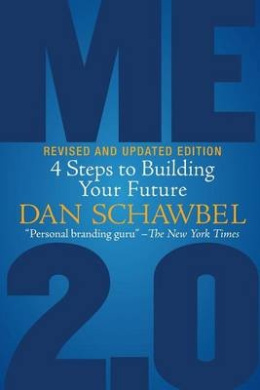 ME
REVISED AND UPDATED EDITION
4 Steps to Building
Your Future
DAN SCHAWBEL
“Personal branding guru” –The New York Times
2.0